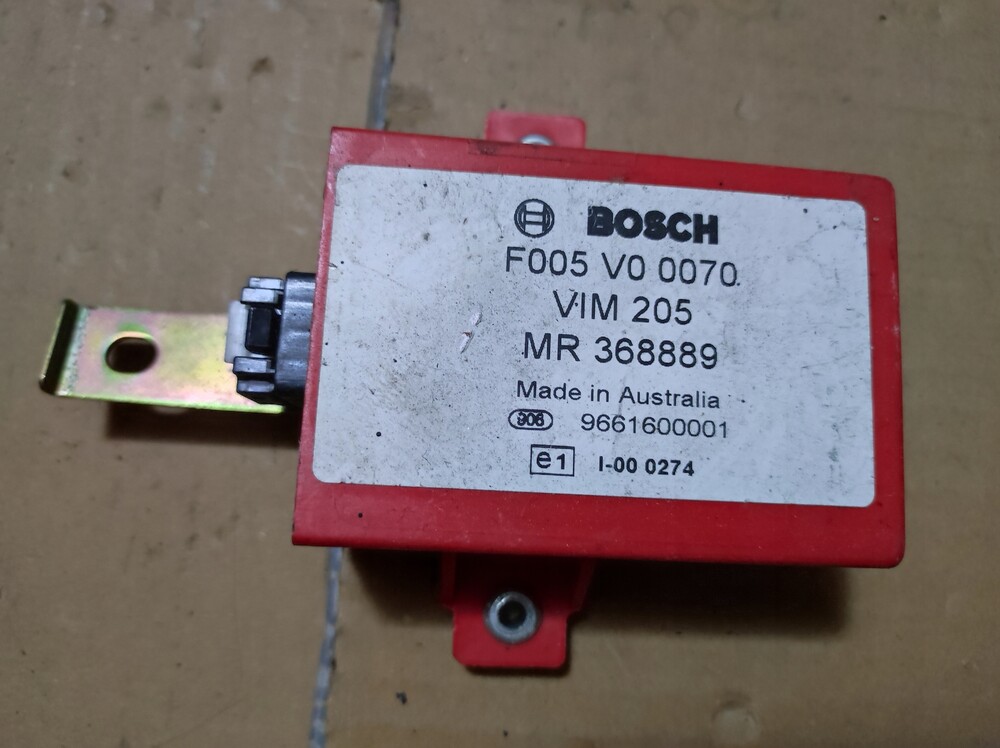 BOSCH
F005 V0 0070
VIM 205
MR 368889
Made in Australia
906 9661600001
e1 I-00 0274